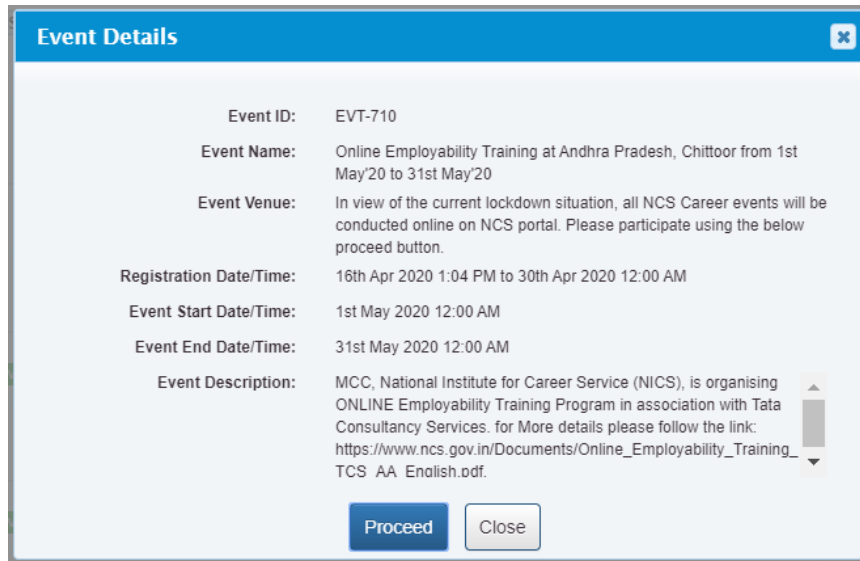 Event Details
Event ID: EVT-710
Event Name: Online Employability Training at Andhra Pradesh, Chittoor from 1st
May'20 to 31st May'20
Event Venue: In view of the current lockdown situation, all NCS Career events will be
conducted online on NCS portal. Please participate using the below
proceed button.
Registration Date/Time: 16th Apr 2020 1:04 PM to 30th Apr 2020 12:00 AM
Event Start Date/Time: 1st May 2020 12:00 AM
Event End Date/Time: 31st May 2020 12:00 AM
Event Description: MCC, National Institute for Career Service (NICS), is organising
ONLINE Employability Training Program in association with Tata
Consultancy Services. for More details please follow the link:
https://www.ncs.gov.in/Documents/Online_Employability_Training_
TCS_AA_English.pdf.
Proceed Close